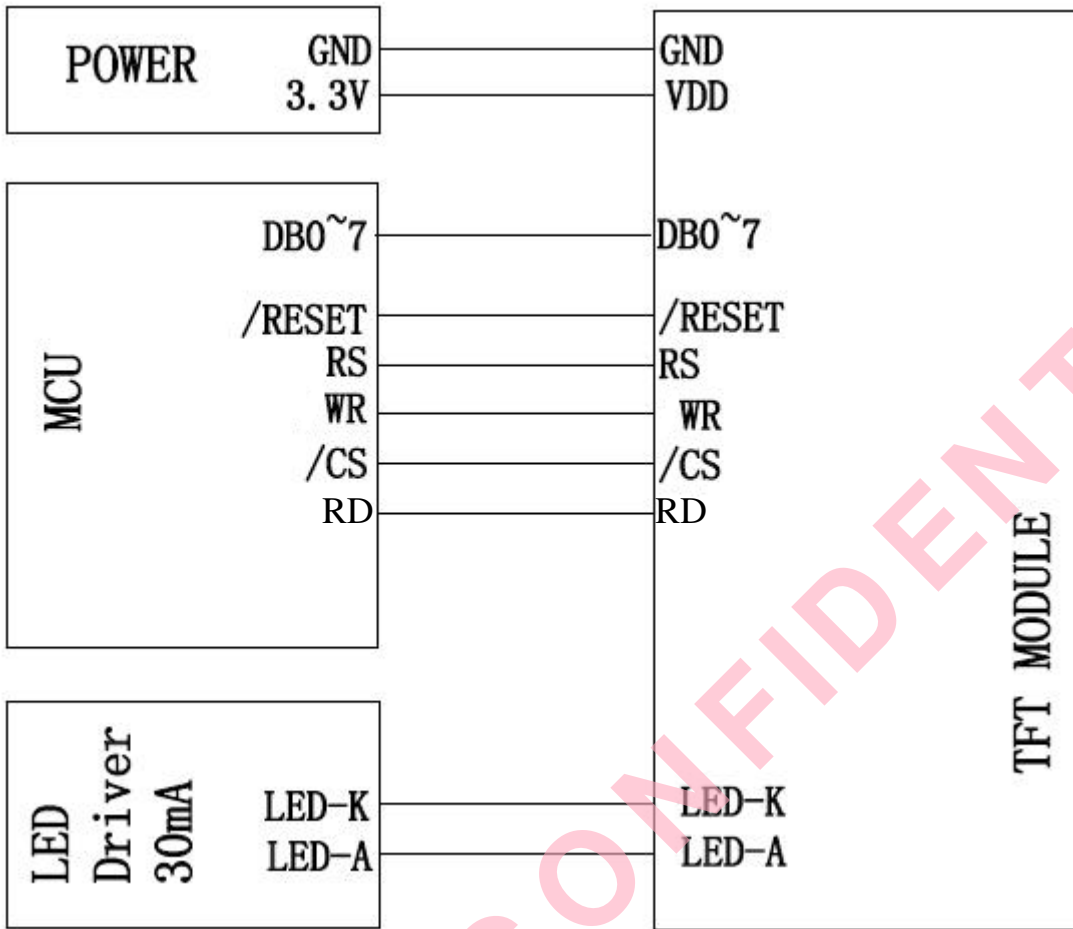 POWER
GND
3.3V
GND
VDD
MCU
DB0~7
/RESET
RS
WR
/CS
RD
DB0~7
/RESET
RS
WR
/CS
RD
TFT MODULE
LED
Driver
30mA
LED-K
LED-A
LED-K
LED-A
CONFIDENT